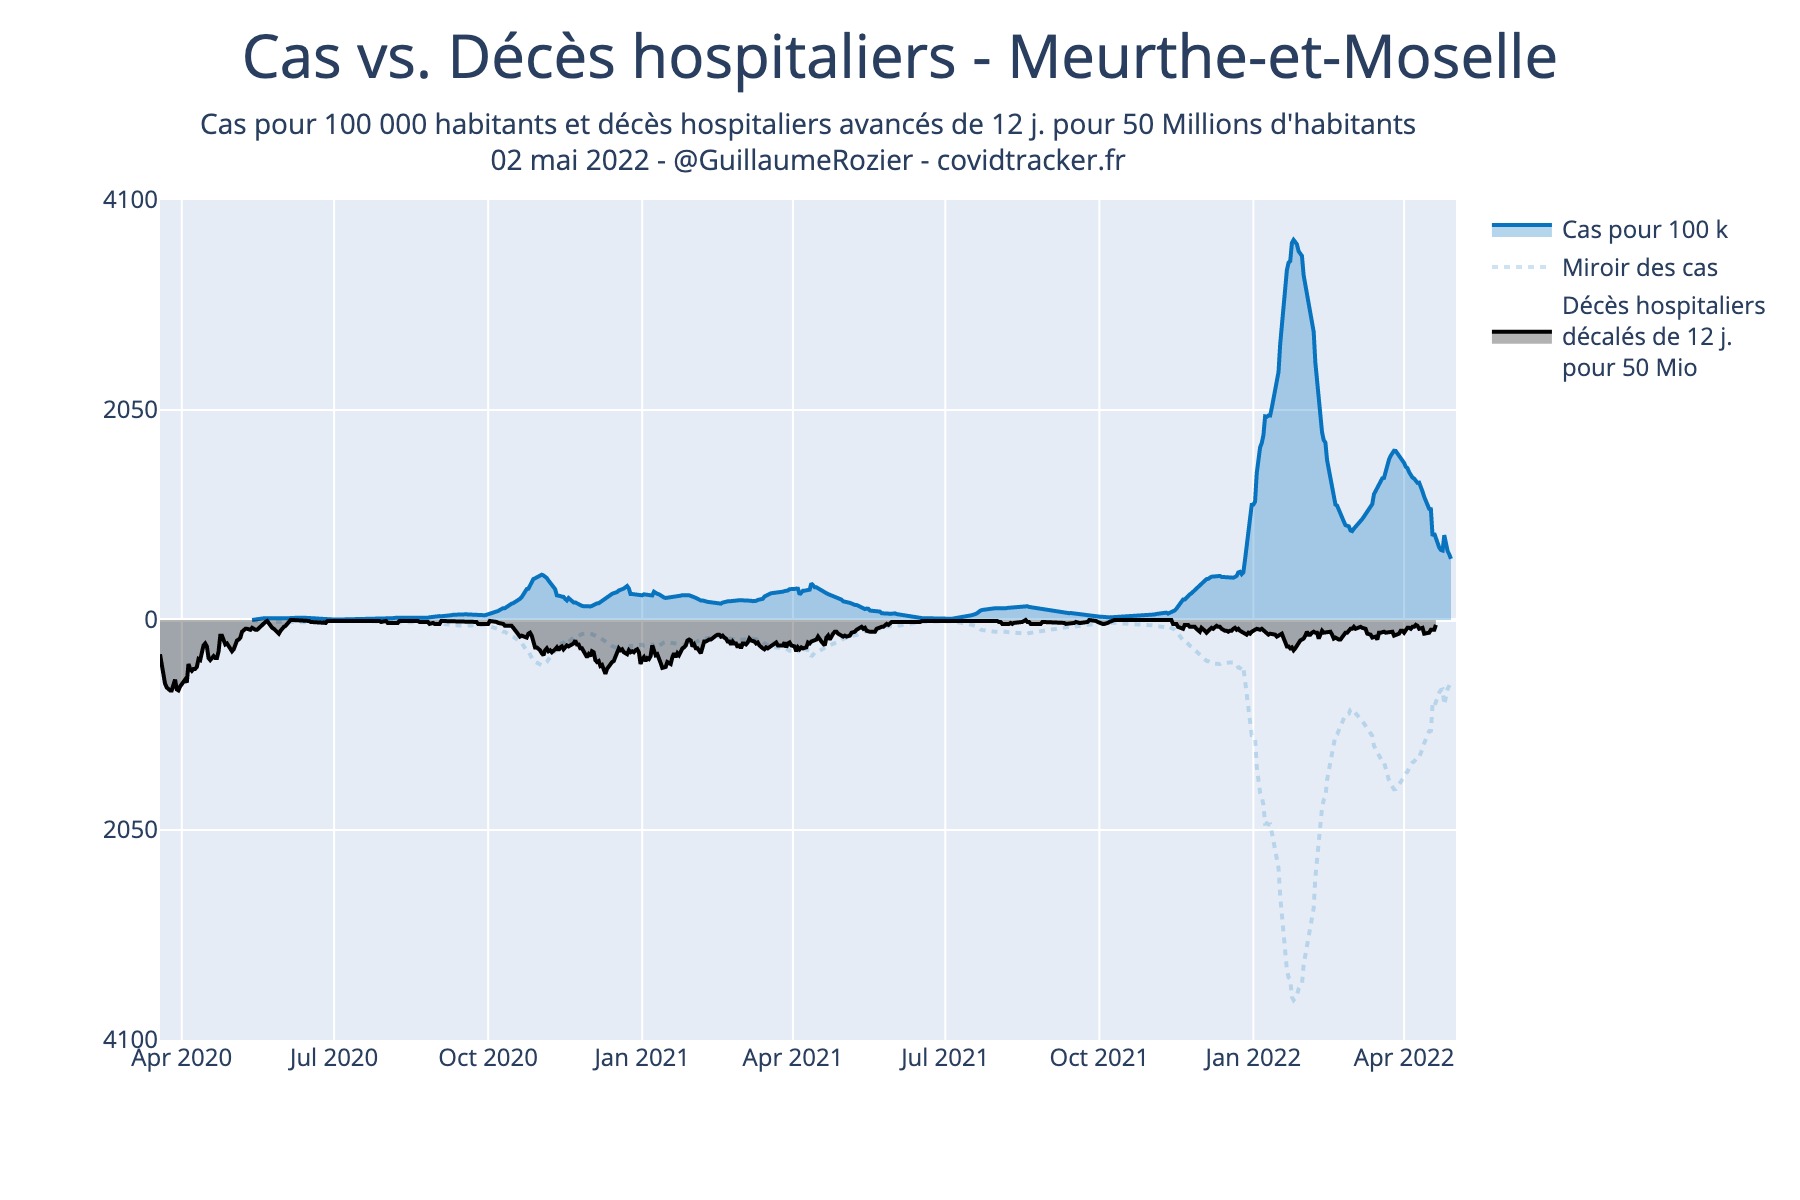 Cas vs. Décès hospitaliers - Meurthe-et-Moselle
Cas pour 100 000 habitants et décès hospitaliers avancés de 12 j. pour 50 Millions d'habitants
02 mai 2022 - @GuillaumeRozier - covidtracker.fr
4100
2050
0
2050
4100
Apr 2020
Jul 2020
Oct 2020
Jan 2021
Apr 2021
Jul 2021
Oct 2021
Jan 2022
Apr 2022
Cas pour 100 k
Miroir des cas
Décès hospitaliers
décalés de 12 j.
pour 50 Mio